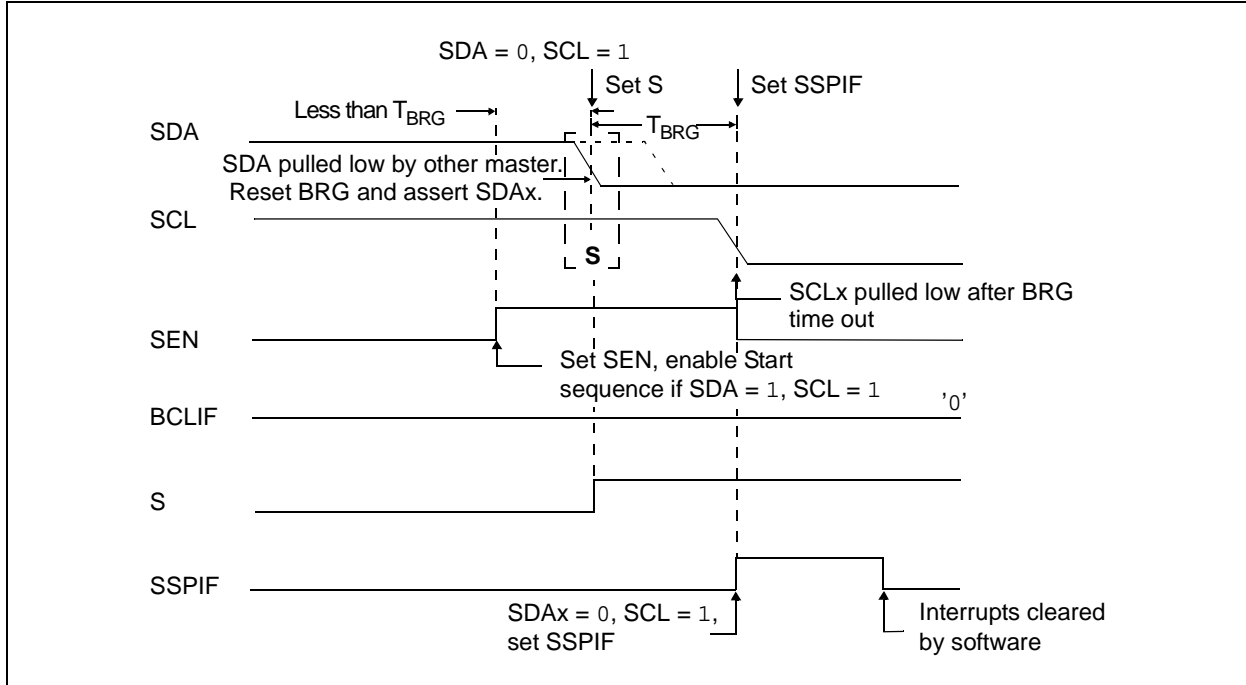 SDA = 0, SCL = 1
Set S
Set SSPIF
Less than TBRG
TBRG
SDA
SDA pulled low by other master.
Reset BRG and assert SDAx.
SCL
S
SCLx pulled low after BRG
time out
SEN
Set SEN, enable Start
sequence if SDA = 1, SCL = 1
BCLIF
'0'
S
SSPIF
SDAx = 0, SCL = 1,
set SSPIF
Interrupts cleared
by software